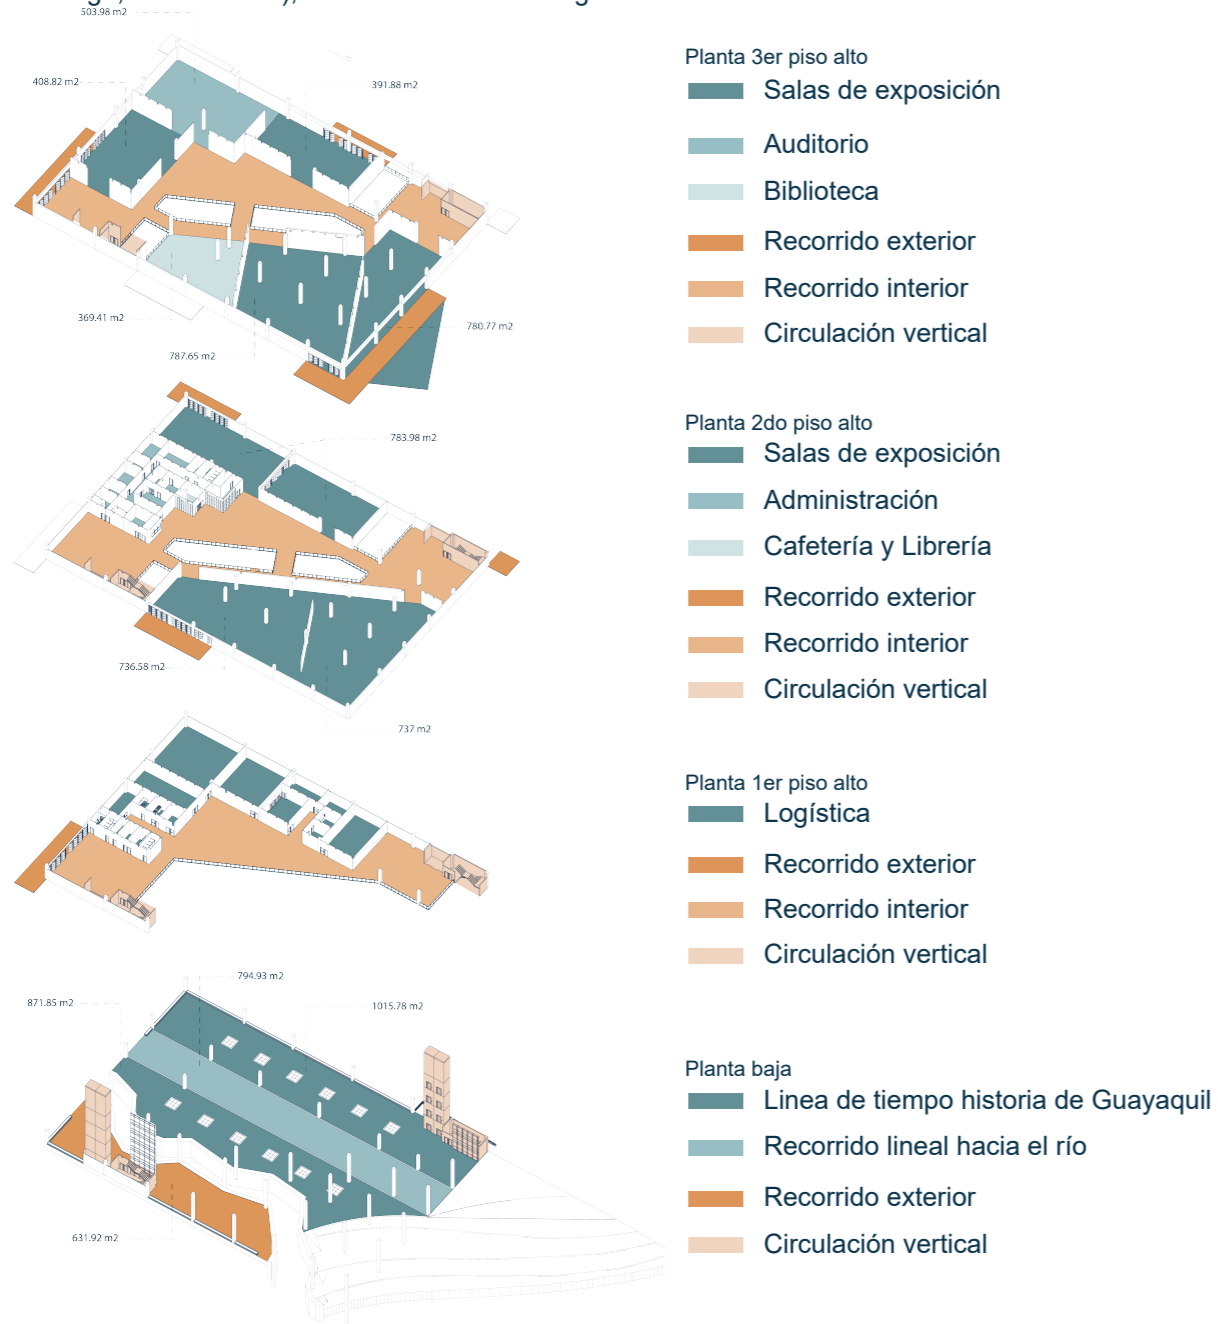 503.98 m2
408.82 m2
391.88 m2
369.41 m2
780.77 m2
787.65 m2
Planta 3er piso alto
Salas de exposición
Auditorio
Biblioteca
Recorrido exterior
Recorrido interior
Circulación vertical
783.98 m2
736.58 m2
737 m2
Planta 2do piso alto
Salas de exposición
Administración
Cafetería y Librería
Recorrido exterior
Recorrido interior
Circulación vertical
Planta 1er piso alto
Logística
Recorrido exterior
Recorrido interior
Circulación vertical
794.93 m2
871.85 m2
1015.78 m2
631.92 m2
Planta baja
Linea de tiempo historia de Guayaquil
Recorrido lineal hacia el río
Recorrido exterior
Circulación vertical